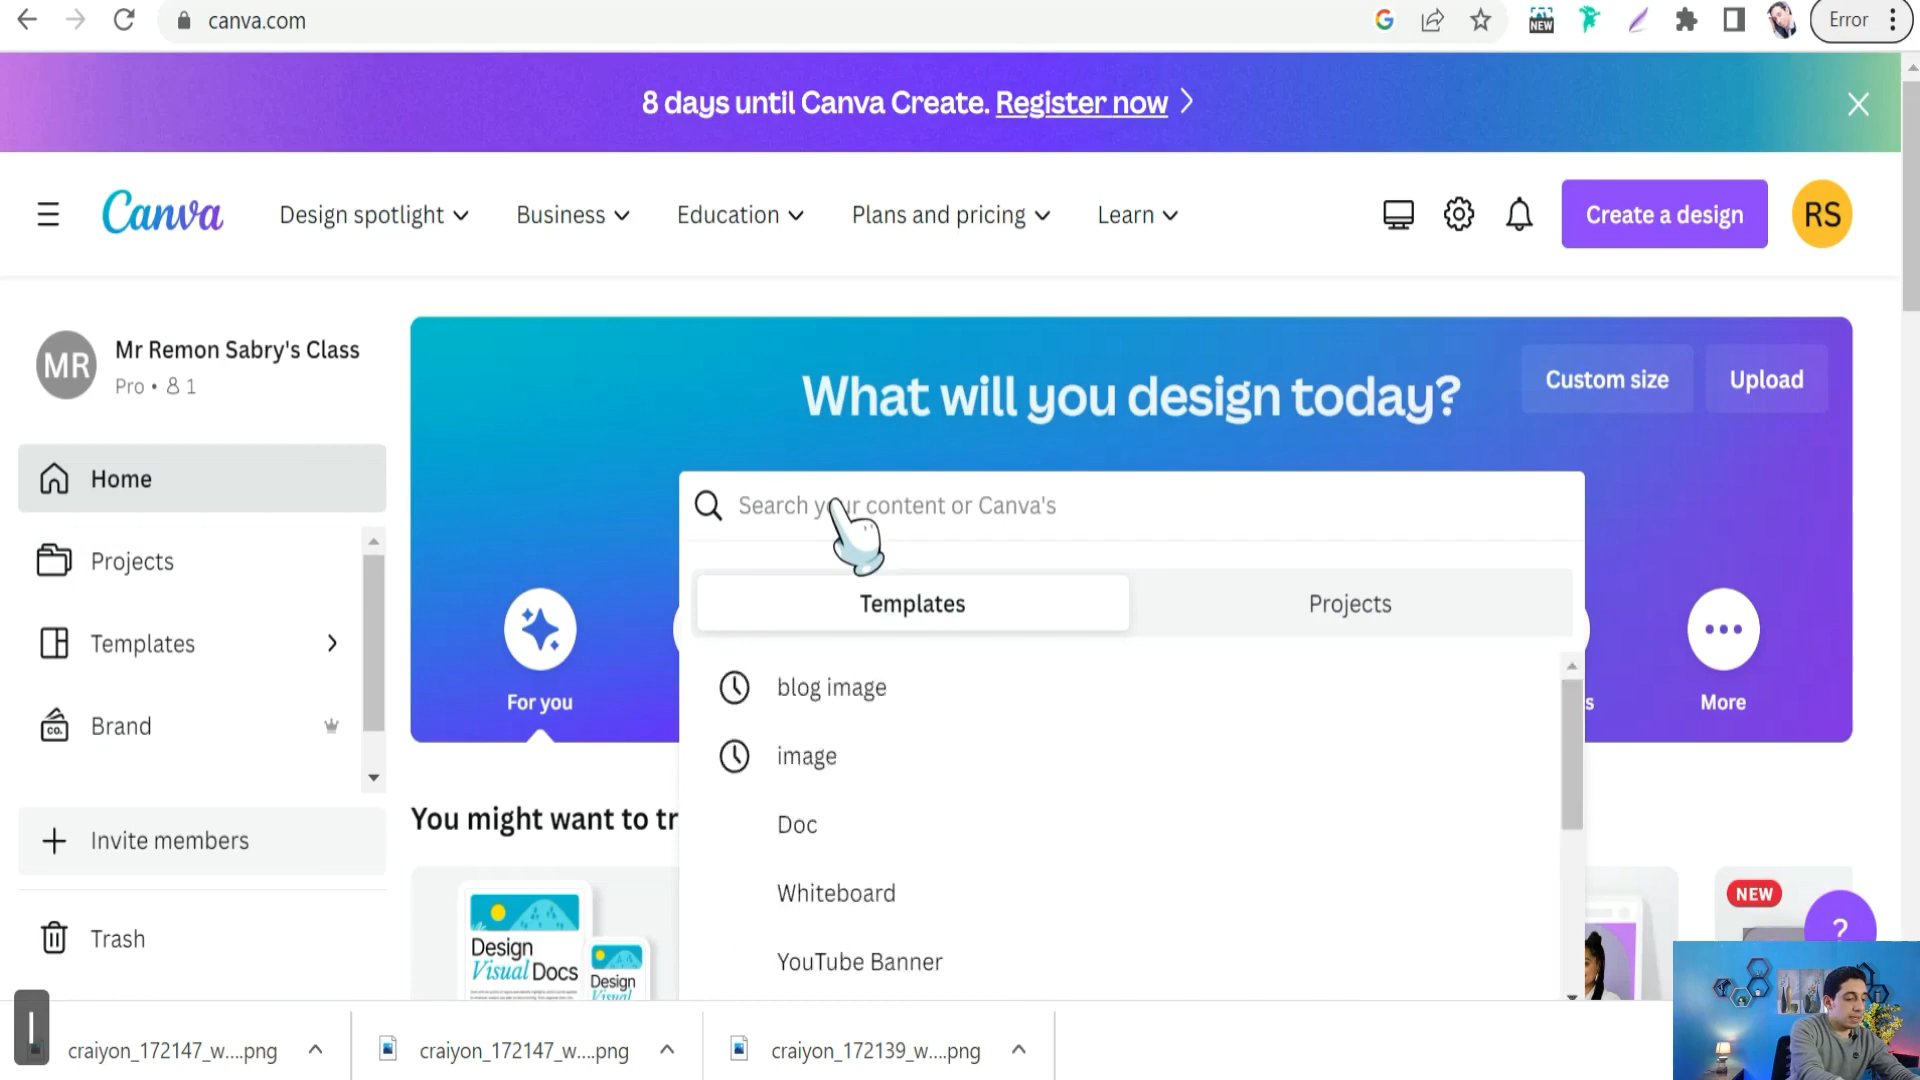 canva.com
NEW
Error
8 days until Canva Create. Register now
Canva
Design spotlight
Business
Education
Plans and pricing
Learn
Create a design
RS
MR
Mr Remon Sabry's Class
Pro • 1
What will you design today?
Custom size
Upload
Home
Search your content or Canva's
Projects
Templates
Projects
Templates
blog image
For you
s
More
Brand
CO.
image
You might want to tr
Doc
Invite members
Whiteboard
NEW
?
Trash
Design
Visual Docs
Design
Visual
YouTube Banner
craiyon_172147_w....png
craiyon_172147_w....png
craiyon_172139_w....png